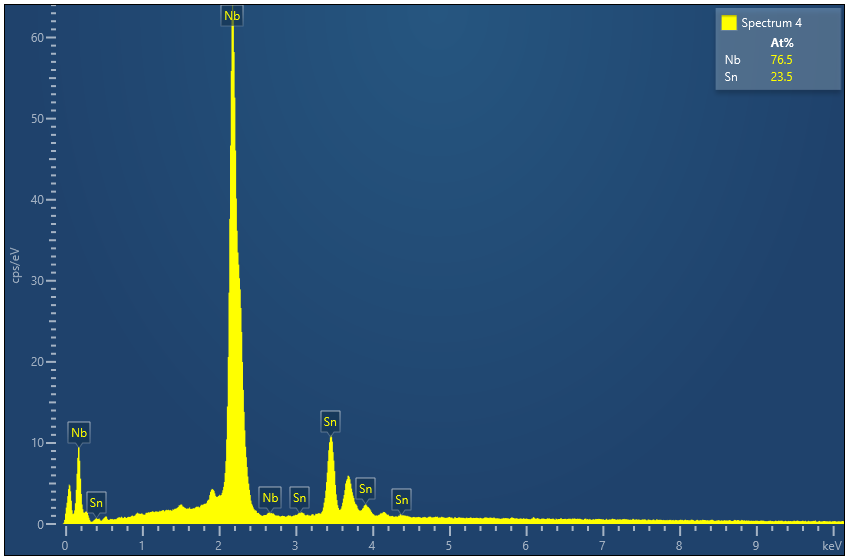 Spectrum 4
At%
Nb 76.5
Sn 23.5
Nb
60
50
40
30
20
10
0
cps/eV
Nb
Sn
Nb
Sn
Sn
Sn
Sn
0 1 2 3 4 5 6 7 8 9 keV